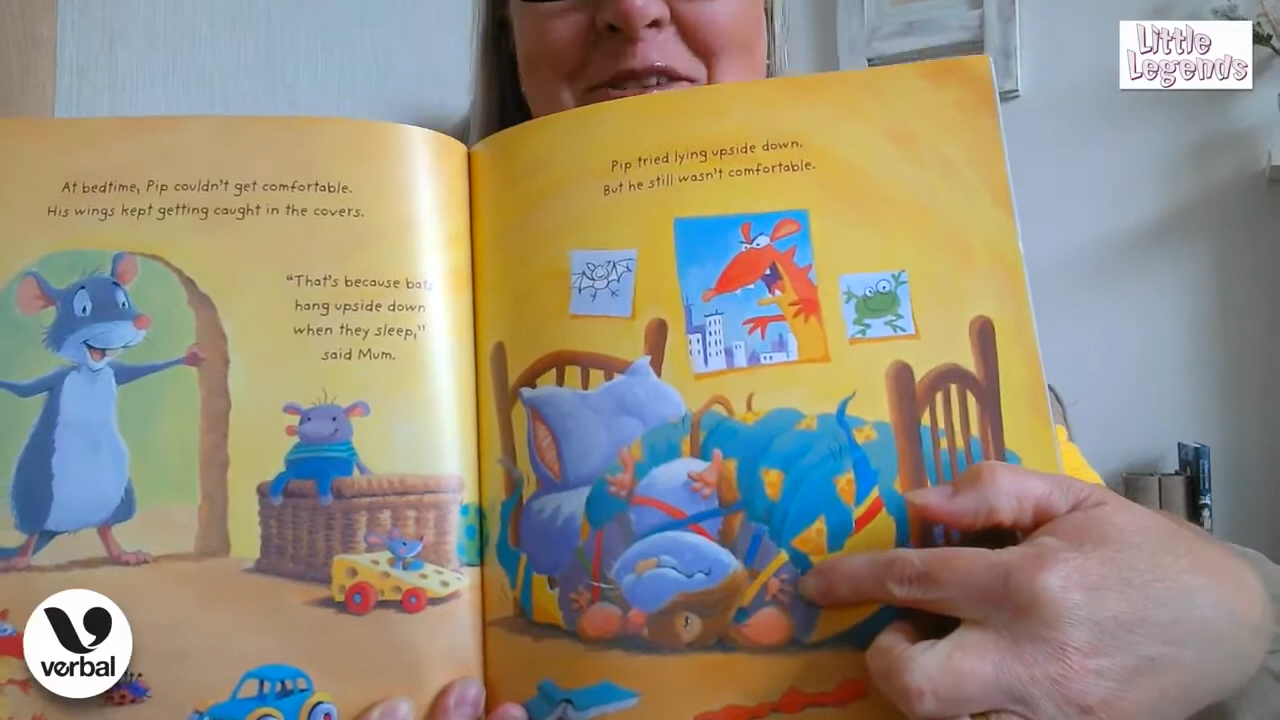 Little
Legends
At bedtime, Pip couldn't get comfortable.
His wings kept getting caught in the covers.
"That's because bats
hang upside down
when they sleep,"
said Mum.
Pip tried lying upside down.
But he still wasn't comfortable.
verbal